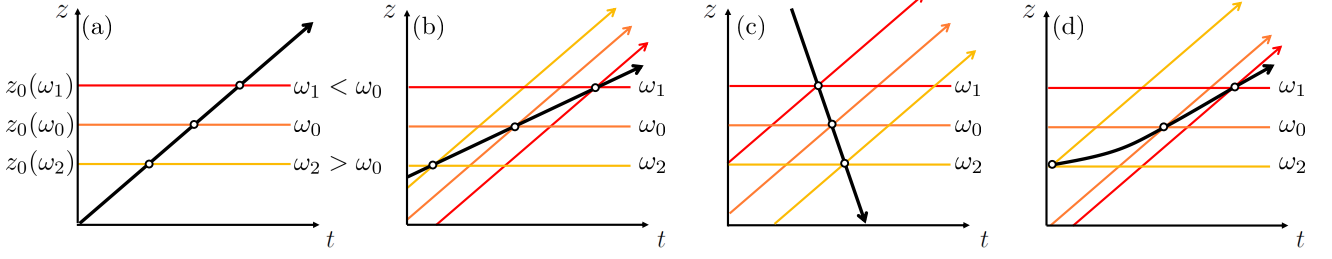 z (a)
z₀(ω₁) ω₁ < ω₀
z₀(ω₀) ω₀
z₀(ω₂) ω₂ > ω₀
t
z (b)
ω₁
ω₀
ω₂
t
z (c)
ω₁
ω₀
ω₂
t
z (d)
ω₁
ω₀
ω₂
t